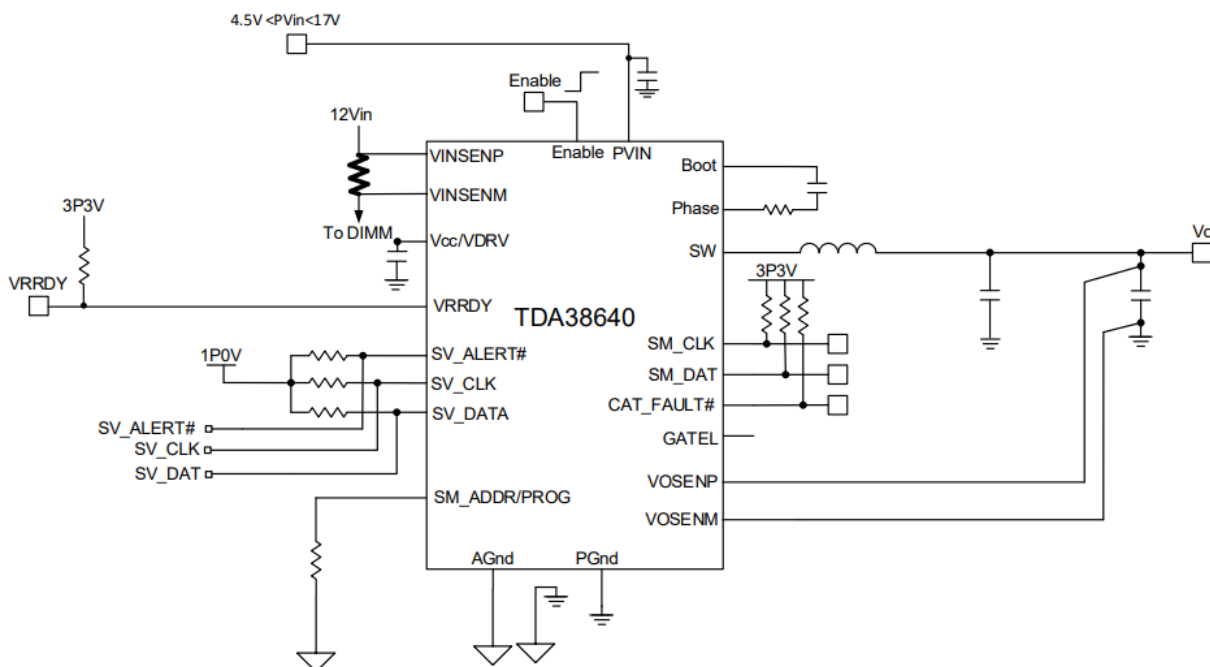 4.5V <PVin<17V
Enable
12Vin
Enable
PVIN
VINSENP
Boot
VINSENM
Phase
3P3V
To DIMM
Vcc/VDRV
SW
Vo
VRRDY
3P3V
VRRDY
TDA38640
SM_CLK
1P0V
SV_ALERT#
SM_DAT
SV_CLK
CAT_FAULT#
SV_DATA
SV_ALERT#
GATEL
SV_CLK
SV_DAT
VOSENP
SM_ADDR/PROG
VOSENM
AGnd
PGnd